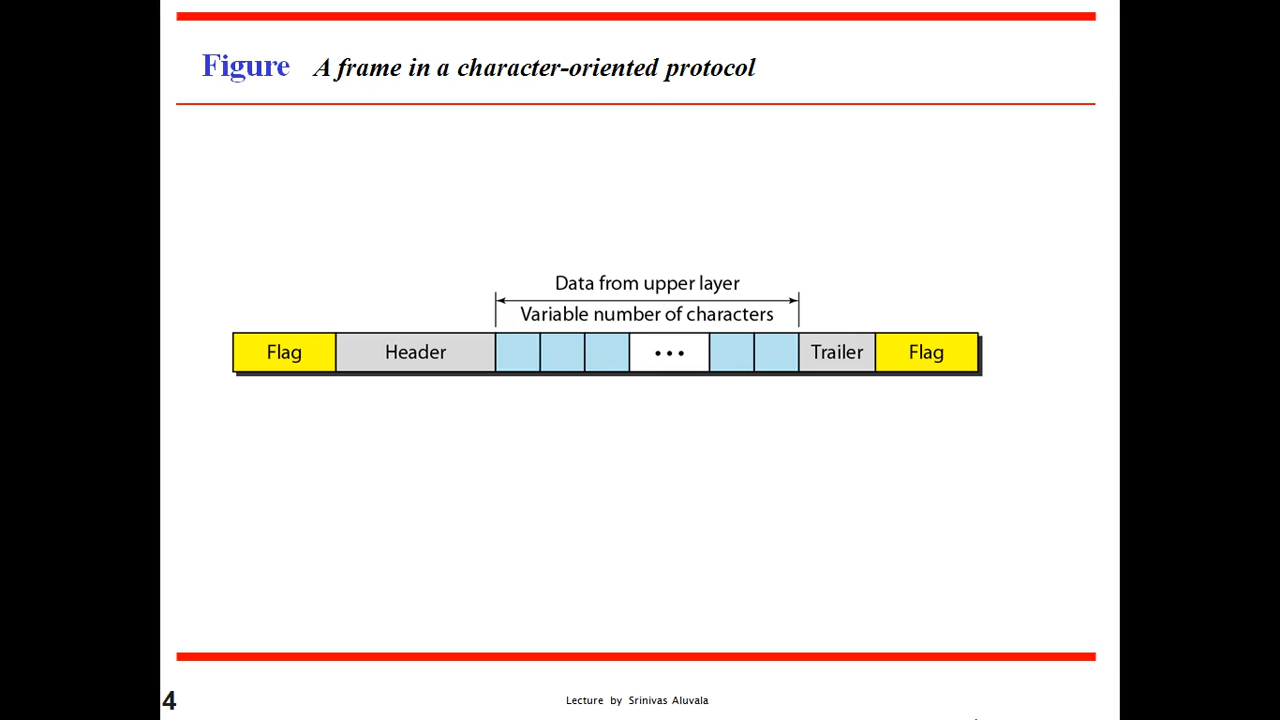 Figure A frame in a character-oriented protocol
Data from upper layer
Variable number of characters
Flag Header ... Trailer Flag
4
Lecture by Srinivas Aluvala